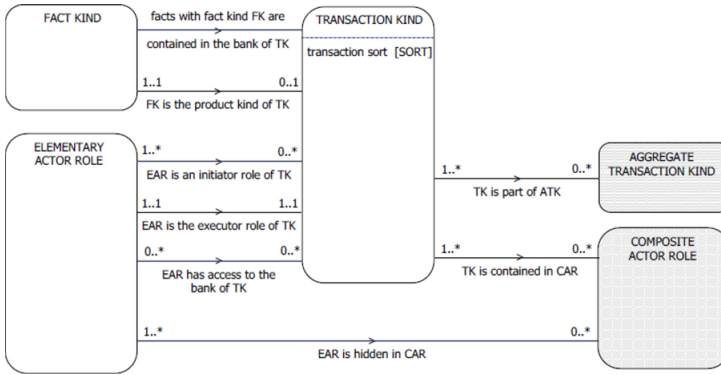 FACT KIND
facts with fact kind FK are
contained in the bank of TK
1..1 0..1
FK is the product kind of TK
TRANSACTION KIND
transaction sort [SORT]
ELEMENTARY
ACTOR ROLE
1..* 0..*
EAR is an initiator role of TK
1..1 1..1
EAR is the executor role of TK
0..* 0..*
EAR has access to the
bank of TK
1..* 0..*
TK is part of ATK
AGGREGATE
TRANSACTION KIND
1..* 0..*
TK is contained in CAR
COMPOSITE
ACTOR ROLE
1..* 0..*
EAR is hidden in CAR